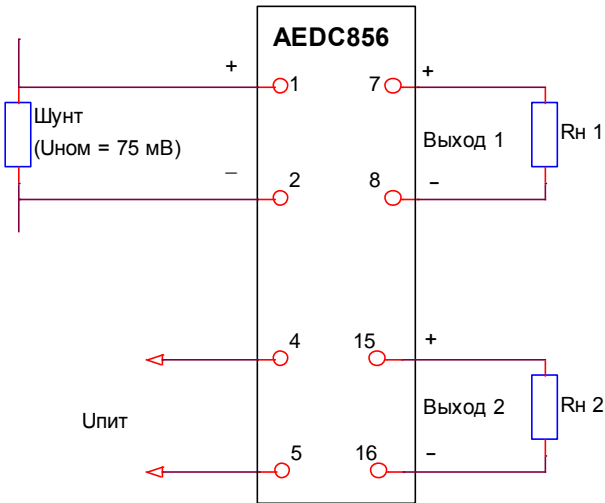 AEDC856
+ 1 7 +
Шунт
(Uном = 75 мВ)
Выход 1
Rн 1
– 2 8 –
4 15 +
Uпит
Выход 2
Rн 2
5 16 –